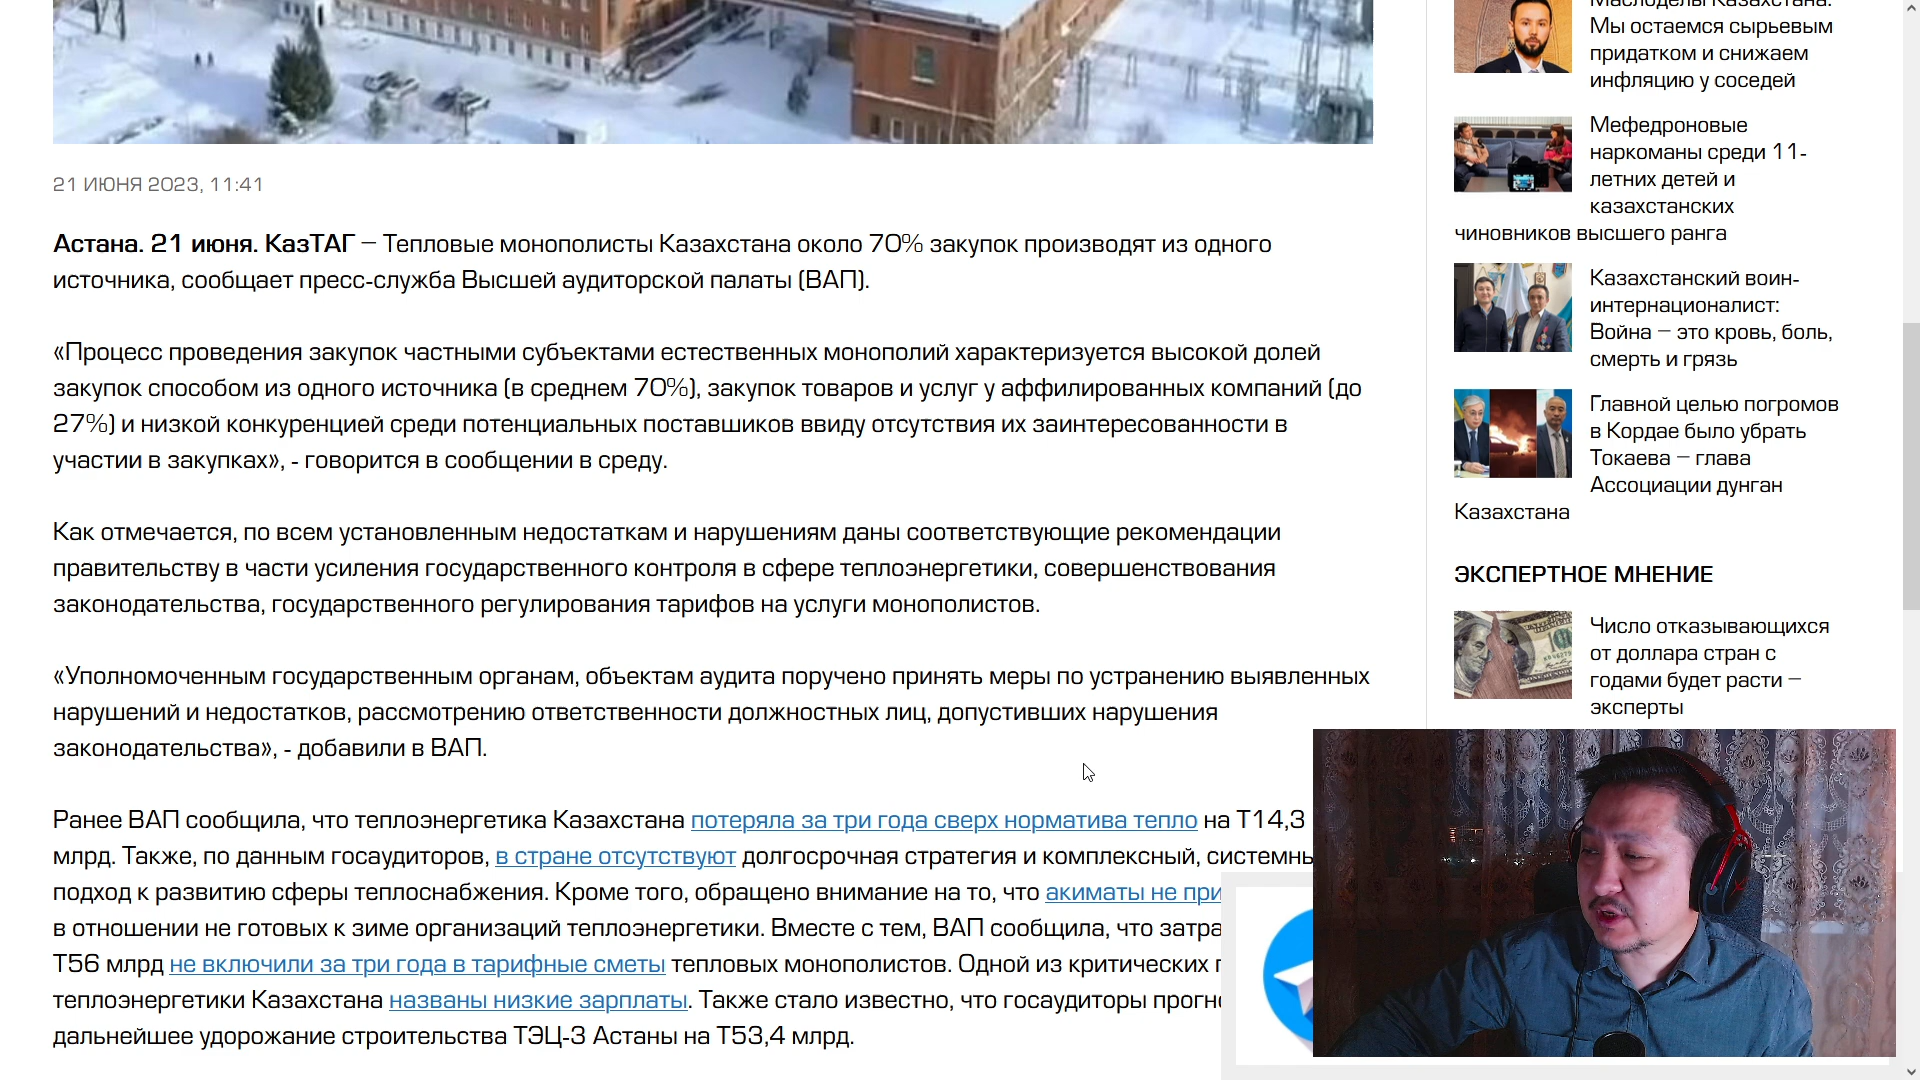 21 ИЮНЯ 2023, 11:41
Астана. 21 июня. КазТАГ – Тепловые монополисты Казахстана около 70% закупок производят из одного
источника, сообщает пресс-служба Высшей аудиторской палаты (ВАП).
«Процесс проведения закупок частными субъектами естественных монополий характеризуется высокой долей
закупок способом из одного источника (в среднем 70%), закупок товаров и услуг у аффилированных компаний (до
27%) и низкой конкуренцией среди потенциальных поставщиков ввиду отсутствия их заинтересованности в
участии в закупках», - говорится в сообщении в среду.
Как отмечается, по всем установленным недостаткам и нарушениям даны соответствующие рекомендации
правительству в части усиления государственного контроля в сфере теплоэнергетики, совершенствования
законодательства, государственного регулирования тарифов на услуги монополистов.
«Уполномоченным государственным органам, объектам аудита поручено принять меры по устранению выявленных
нарушений и недостатков, рассмотрению ответственности должностных лиц, допустивших нарушения
законодательства», - добавили в ВАП.
Ранее ВАП сообщила, что теплоэнергетика Казахстана потеряла за три года сверх норматива тепло на Т14,3
млрд. Также, по данным госаудиторов, в стране отсутствуют долгосрочная стратегия и комплексный, системны
подход к развитию сферы теплоснабжения. Кроме того, обращено внимание на то, что акиматы не при
в отношении не готовых к зиме организаций теплоэнергетики. Вместе с тем, ВАП сообщила, что затра
Т56 млрд не включили за три года в тарифные сметы тепловых монополистов. Одной из критических
теплоэнергетики Казахстана названы низкие зарплаты. Также стало известно, что госаудиторы прогно
дальнейшее удорожание строительства ТЭЦ-3 Астаны на Т53,4 млрд.
Маслоделы Казахстана:
Мы остаемся сырьевым
придатком и снижаем
инфляцию у соседей
Мефедроновые
наркоманы среди 11-
летних детей и
казахстанских
чиновников высшего ранга
Казахстанский воин-
интернационалист:
Война – это кровь, боль,
смерть и грязь
Главной целью погромов
в Кордае было убрать
Токаева – глава
Ассоциации дунган
Казахстана
ЭКСПЕРТНОЕ МНЕНИЕ
Число отказывающихся
от доллара стран с
годами будет расти –
эксперты